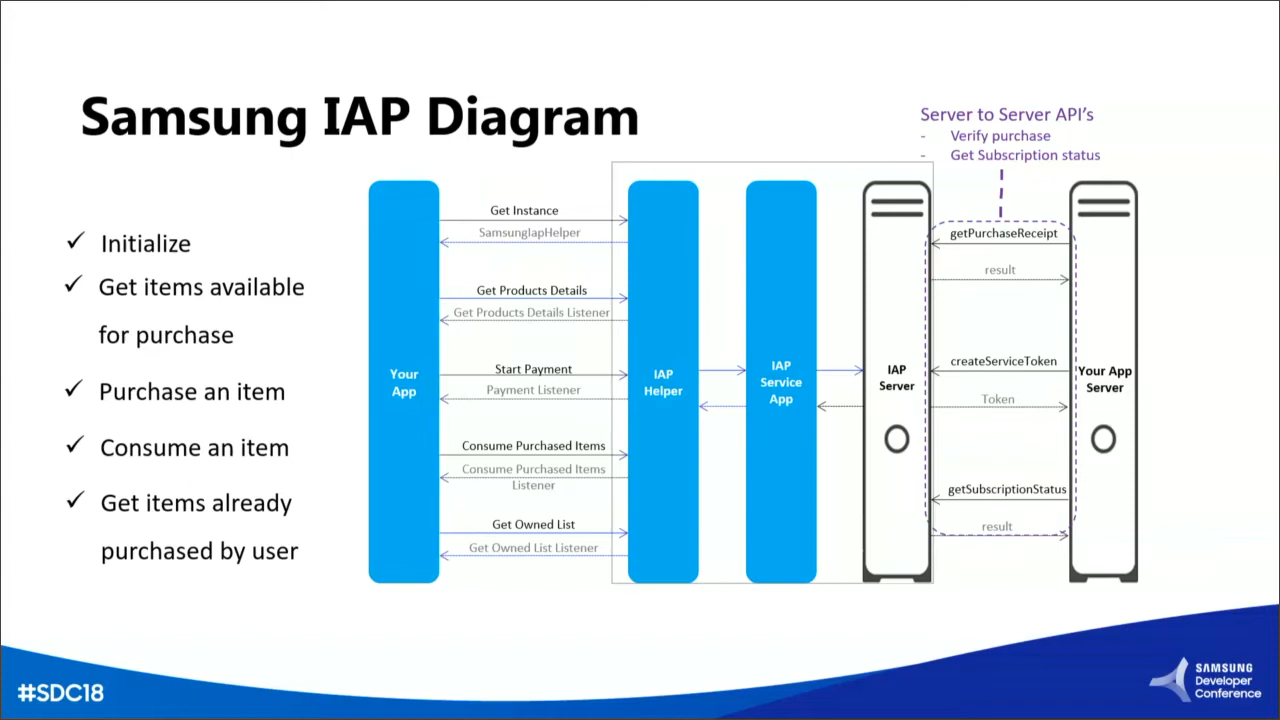 Samsung IAP Diagram
Server to Server API's
- Verify purchase
- Get Subscription status
✓ Initialize
✓ Get items available
for purchase
✓ Purchase an item
✓ Consume an item
✓ Get items already
purchased by user
Your
App
Get Instance
SamsungIapHelper
Get Products Details
Get Products Details Listener
Start Payment
Payment Listener
Consume Purchased Items
Consume Purchased Items
Listener
Get Owned List
Get Owned List Listener
IAP
Helper
IAP
Service
App
IAP
Server
getPurchaseReceipt
result
createServiceToken
Token
getSubscriptionStatus
result
Your App
Server
#SDC18
SAMSUNG
Developer
Conference